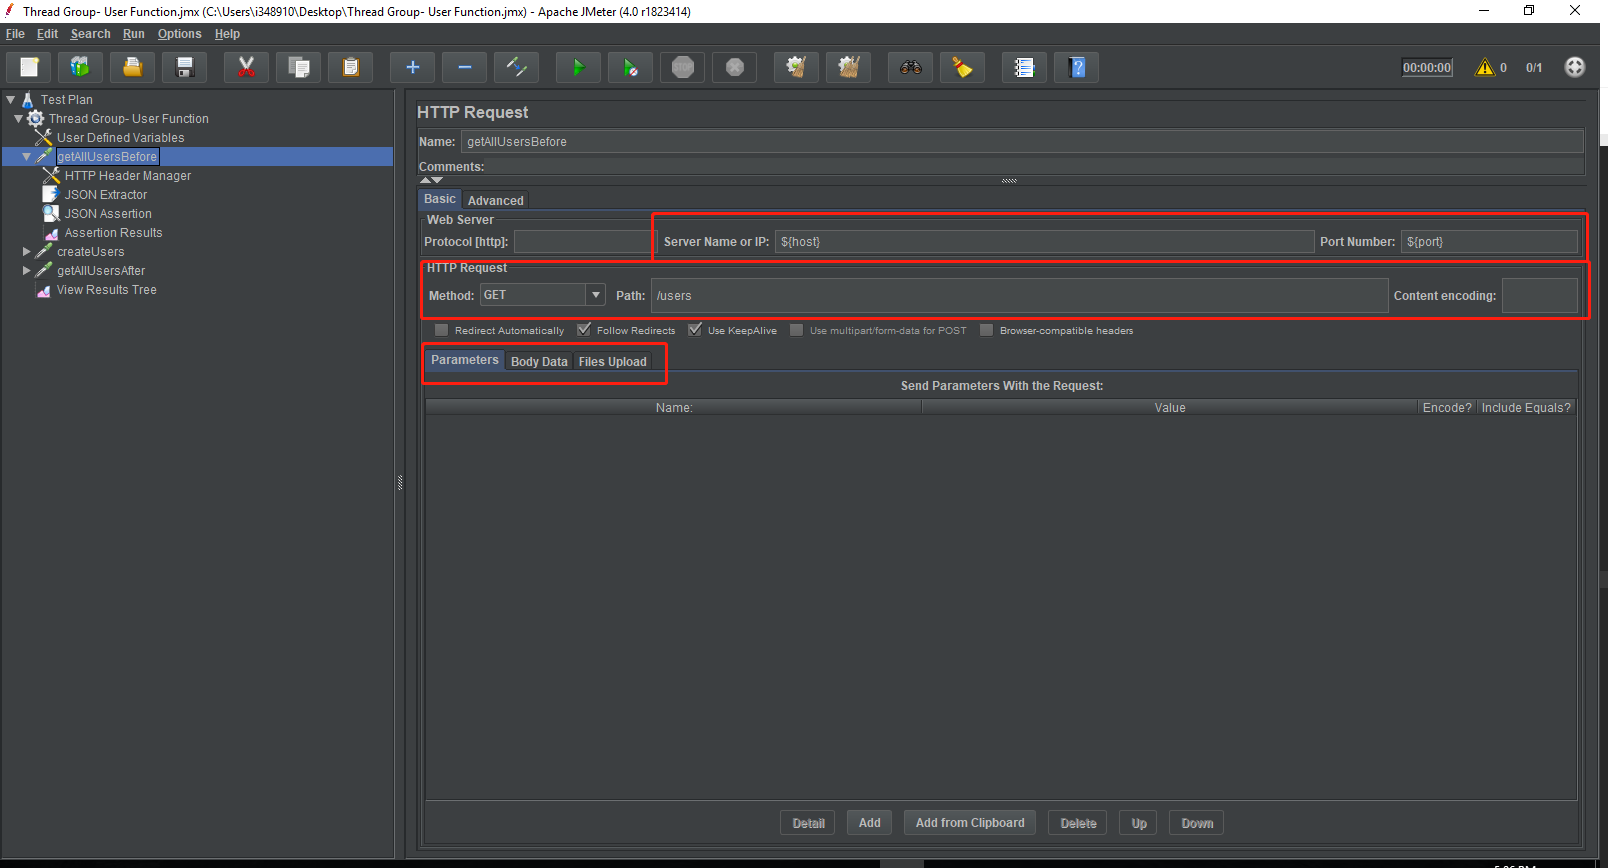 Thread Group- User Function.jmx (C:\Users\i348910\Desktop\Thread Group- User Function.jmx) - Apache JMeter (4.0 r1823414)
File Edit Search Run Options Help
STOP
00:00:00 0 0/1
Test Plan
Thread Group- User Function
User Defined Variables
getAllUsersBefore
HTTP Header Manager
JSON Extractor
JSON Assertion
Assertion Results
createUsers
getAllUsersAfter
View Results Tree
HTTP Request
Name: getAllUsersBefore
Comments:
Basic Advanced
Web Server
Protocol [http]: Server Name or IP: ${host} Port Number: ${port}
HTTP Request
Method: GET Path: /users Content encoding:
Redirect Automatically Follow Redirects Use KeepAlive Use multipart/form-data for POST Browser-compatible headers
Parameters Body Data Files Upload
Send Parameters With the Request:
Name: Value Encode? Include Equals?
Detail Add Add from Clipboard Delete Up Down